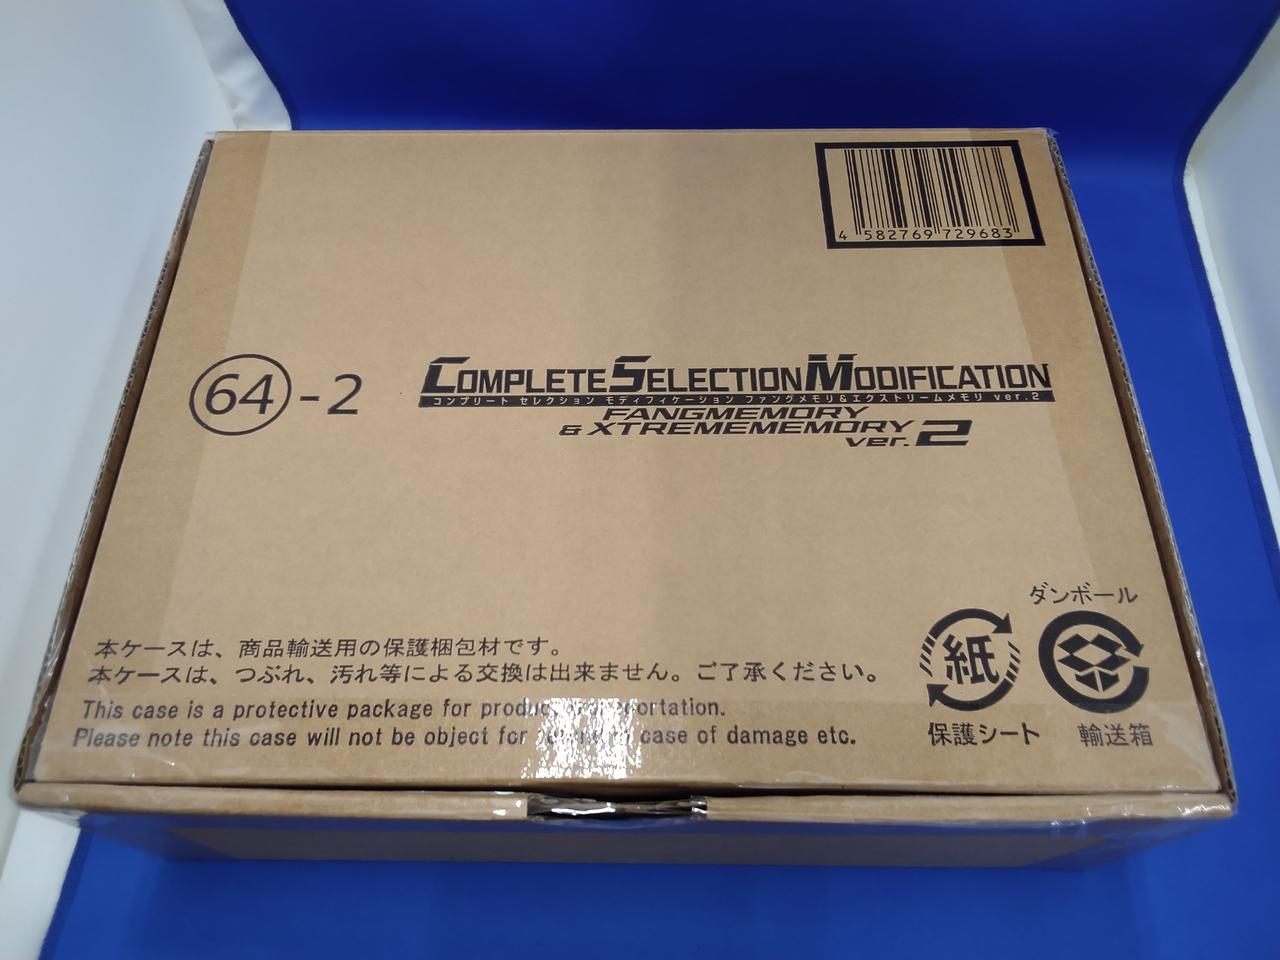 4 582769 729683
64-2
COMPLETE SELECTION MODIFICATION
コンプリート セレクション モディフィケーション ファングメモリ&エクストリームメモリ ver.2
FANGMEMORY
& XTREMEMEMORY
ver.2
ダンボール
紙
保護シート
輸送箱
本ケースは、商品輸送用の保護梱包材です。
本ケースは、つぶれ、汚れ等による交換は出来ません。ご了承ください。
This case is a protective package for product
Please note this case will not be object for in case of damage etc.